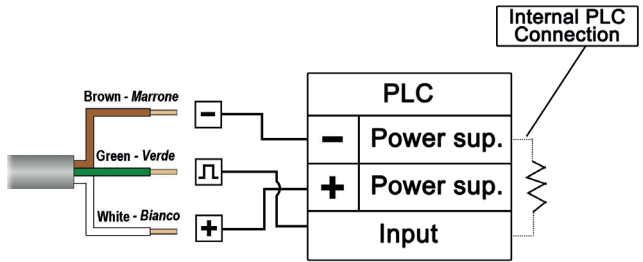 Internal PLC
Connection
PLC
Brown - Marrone
-
- Power sup.
Green - Verde
+ Power sup.
White - Bianco
+
Input